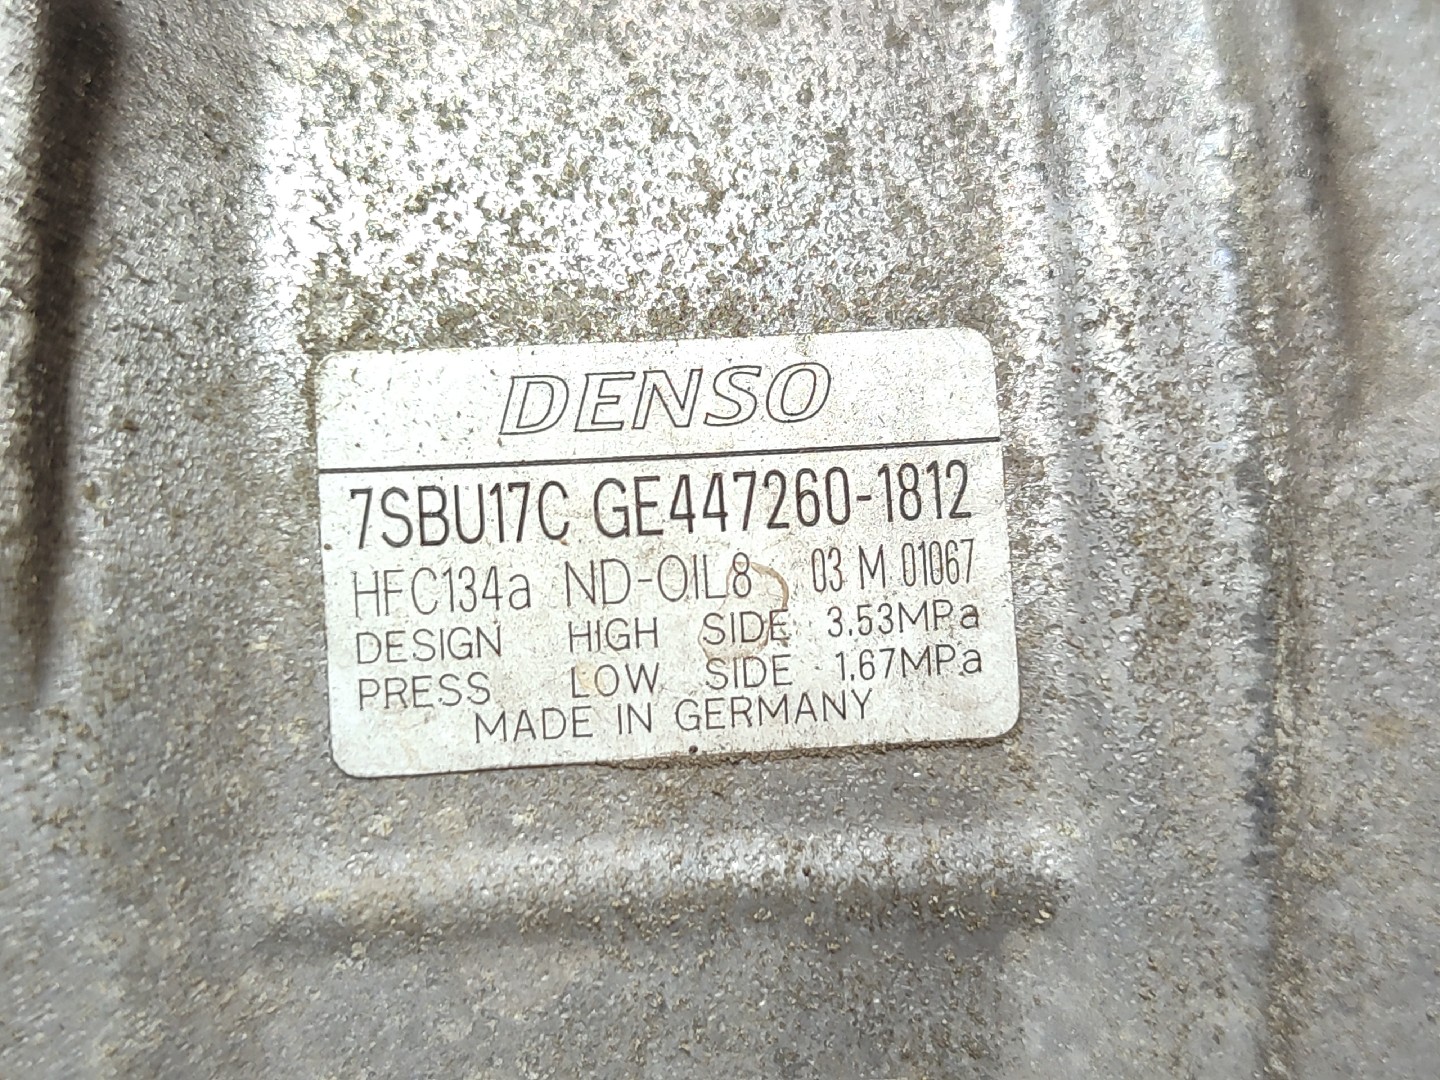 DENSO
7SBU17C GE447260-1812
HFC134a ND-OIL8 03 M 01067
DESIGN HIGH SIDE 3.53MPa
PRESS LOW SIDE 1.67MPa
MADE IN GERMANY